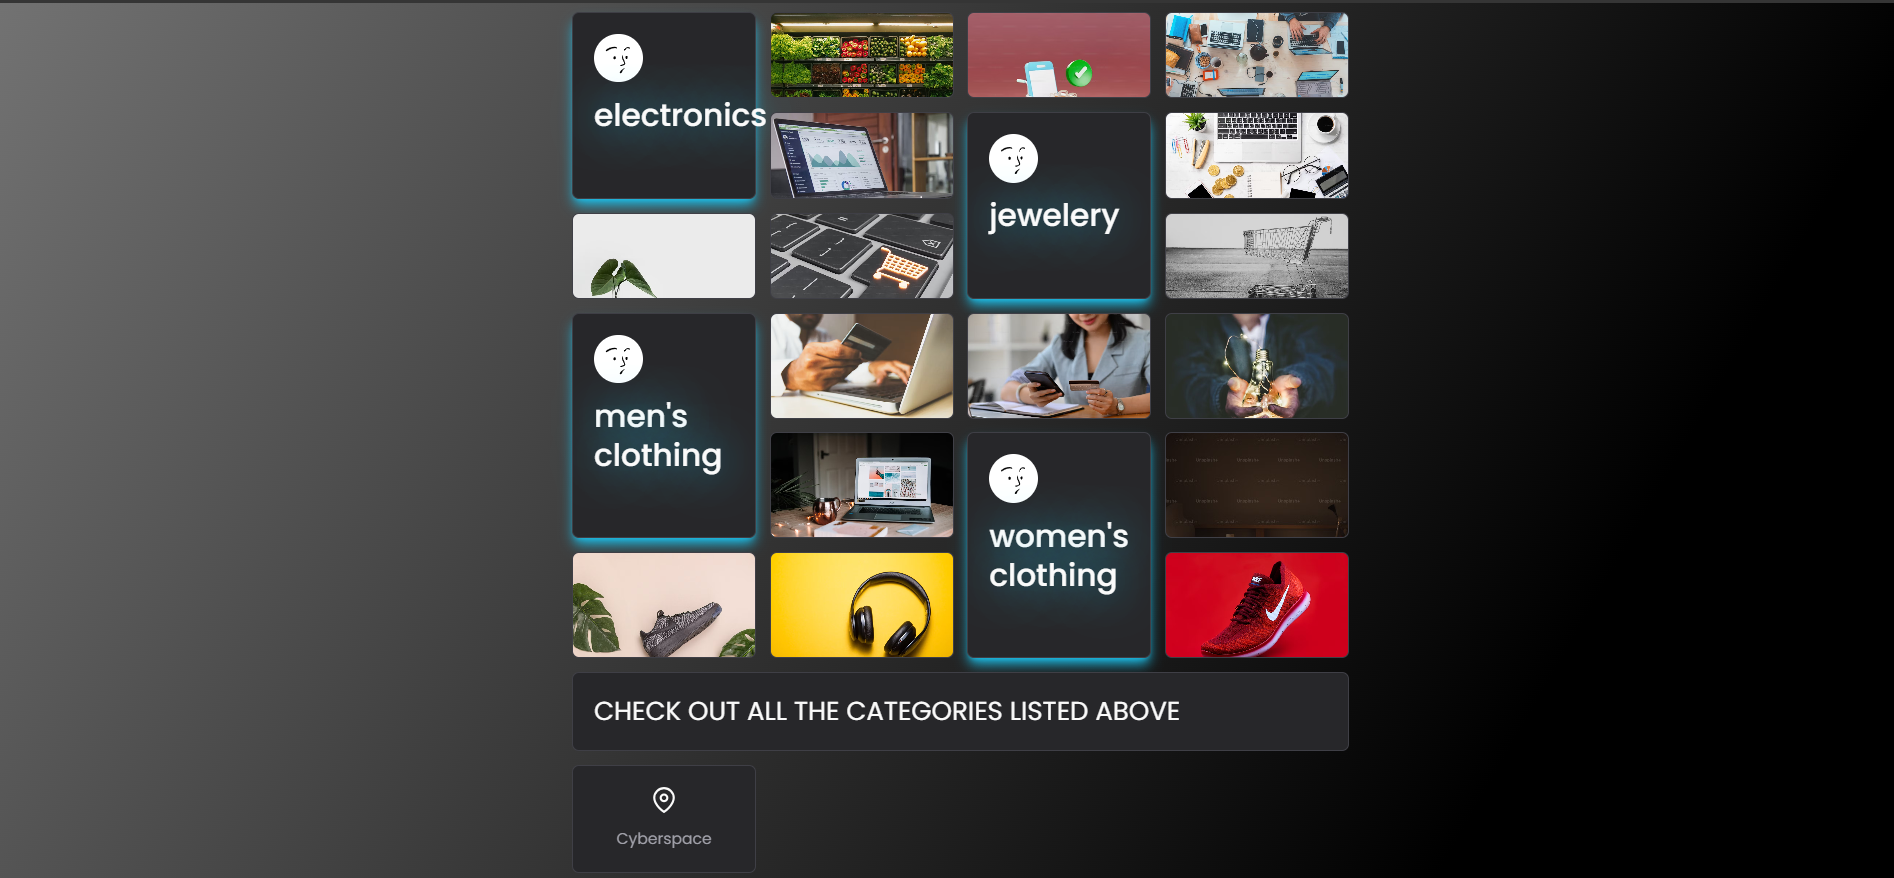 electronics
jewelery
men's
clothing
women's
clothing
CHECK OUT ALL THE CATEGORIES LISTED ABOVE
Cyberspace